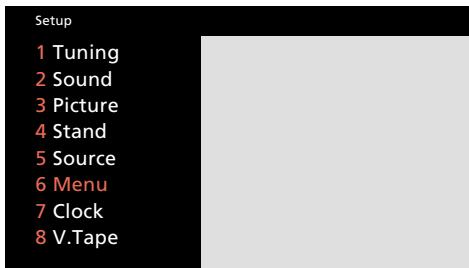 Setup
1 Tuning
2 Sound
3 Picture
4 Stand
5 Source
6 Menu
7 Clock
8 V.Tape